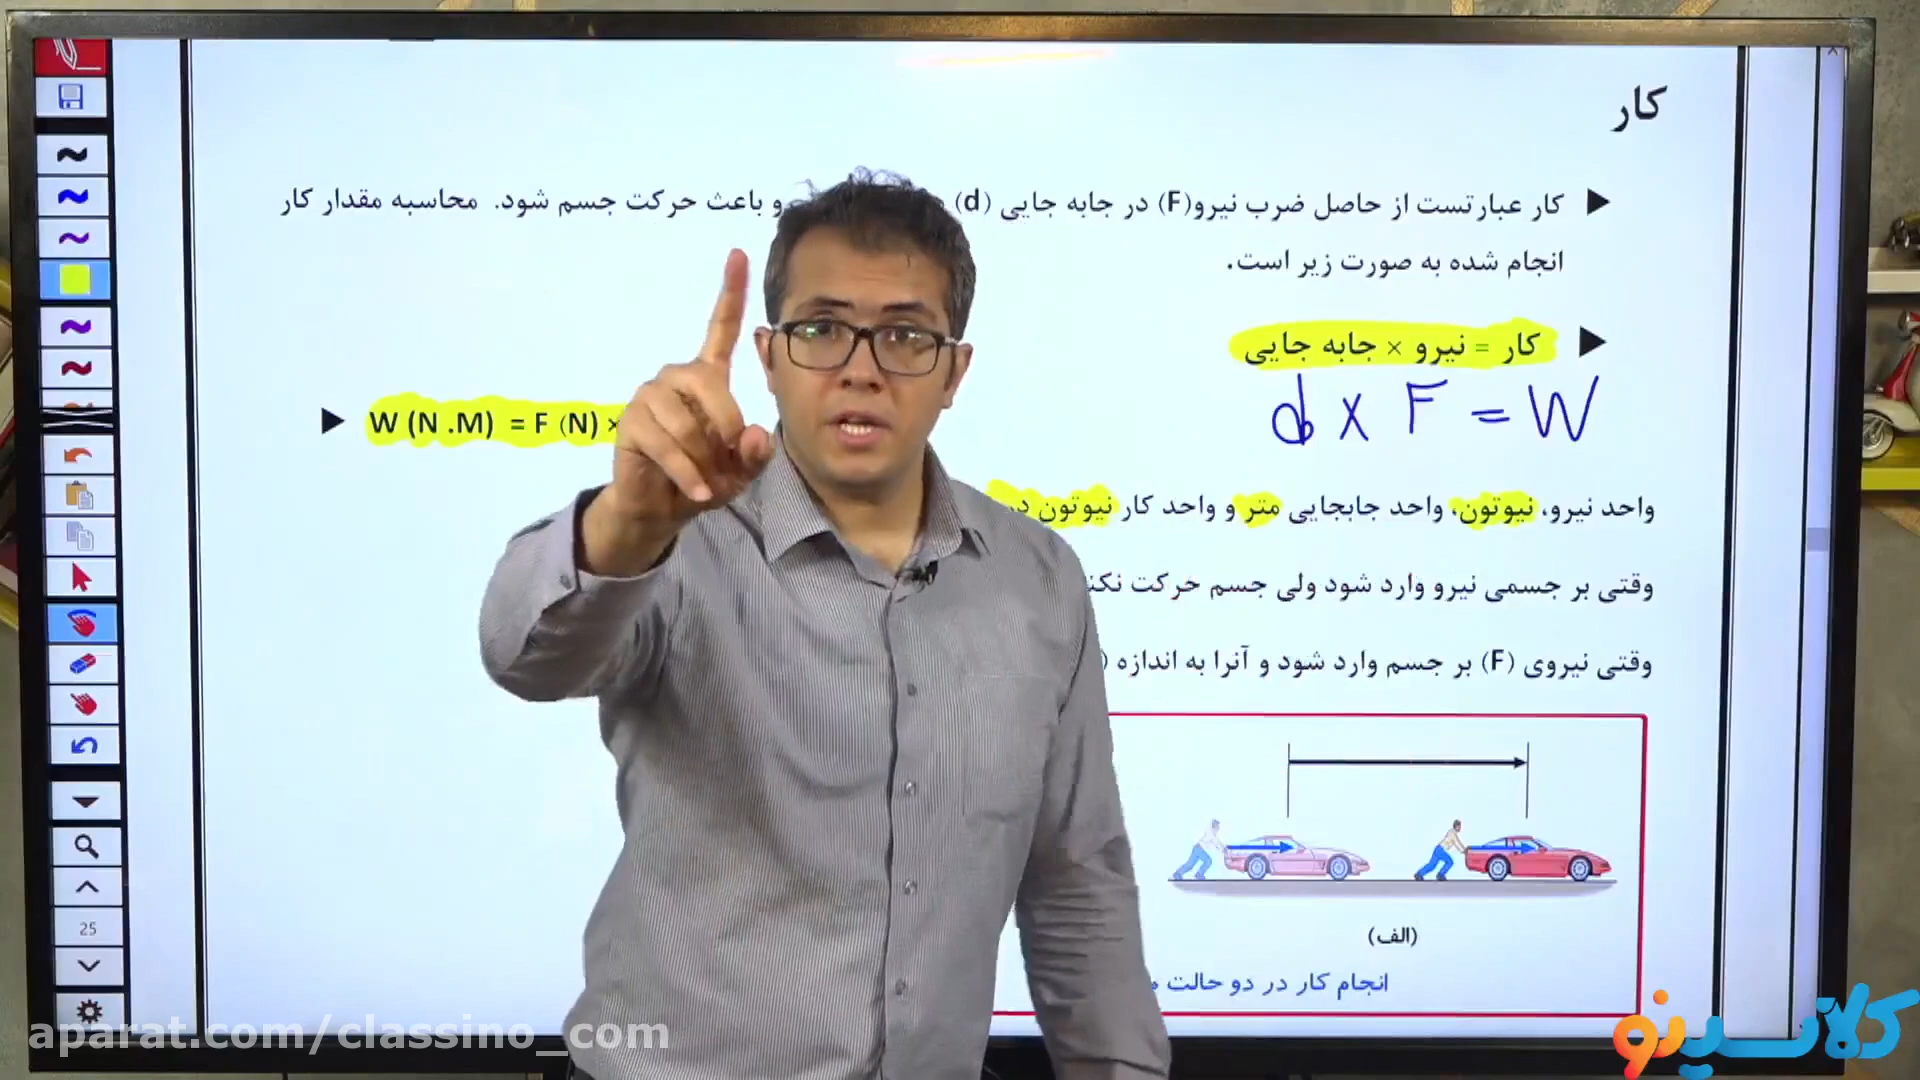 کار
کار عبارتست از حاصل ضرب نیرو(F) در جابه جایی (d) و باعث حرکت جسم شود. محاسبه مقدار کار
انجام شده به صورت زیر است.
کار = نیرو × جابه جایی
d x F = W
W (N .M) = F (N) ×
واحد نیرو، نیوتون، واحد جابجایی متر و واحد کار نیوتون در
وقتی بر جسمی نیرو وارد شود ولی جسم حرکت نکند
وقتی نیروی (F) بر جسم وارد شود و آنرا به اندازه (
(الف)
انجام کار در دو حالت
25
aparat.com/classino_com
کلاسینو